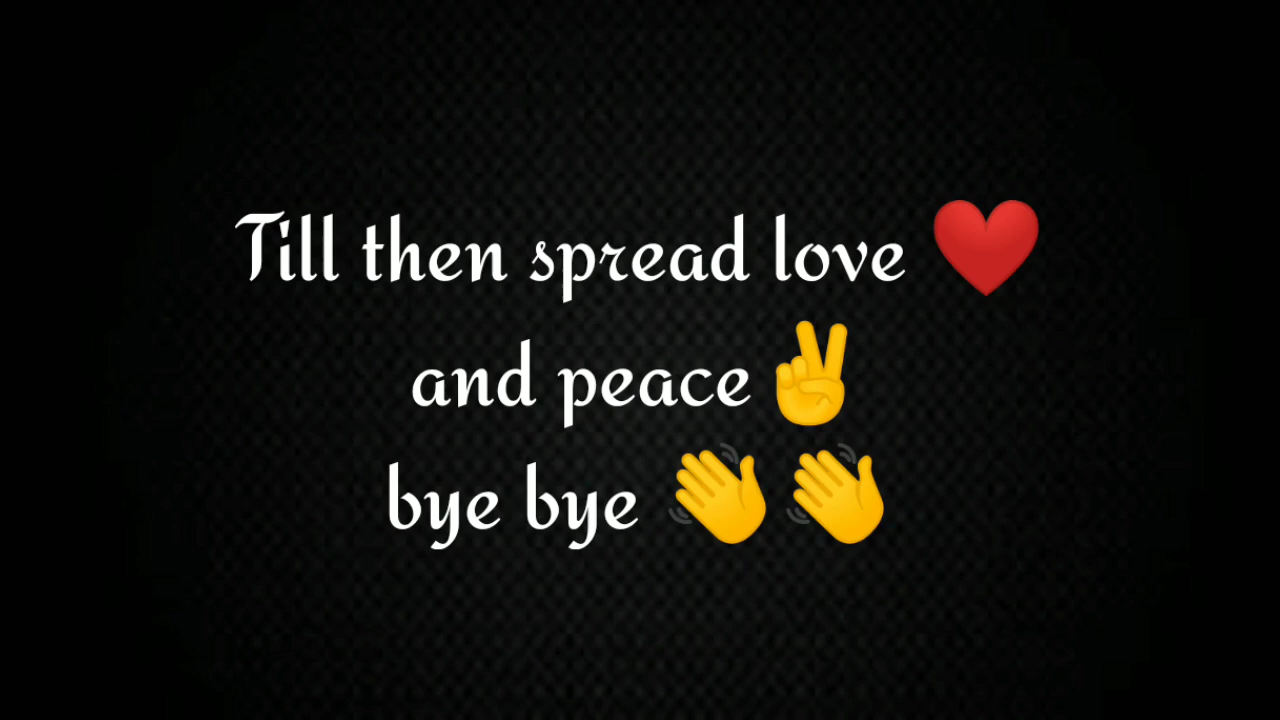 Till then spread love ❤️
and peace✌️
bye bye 👋👋